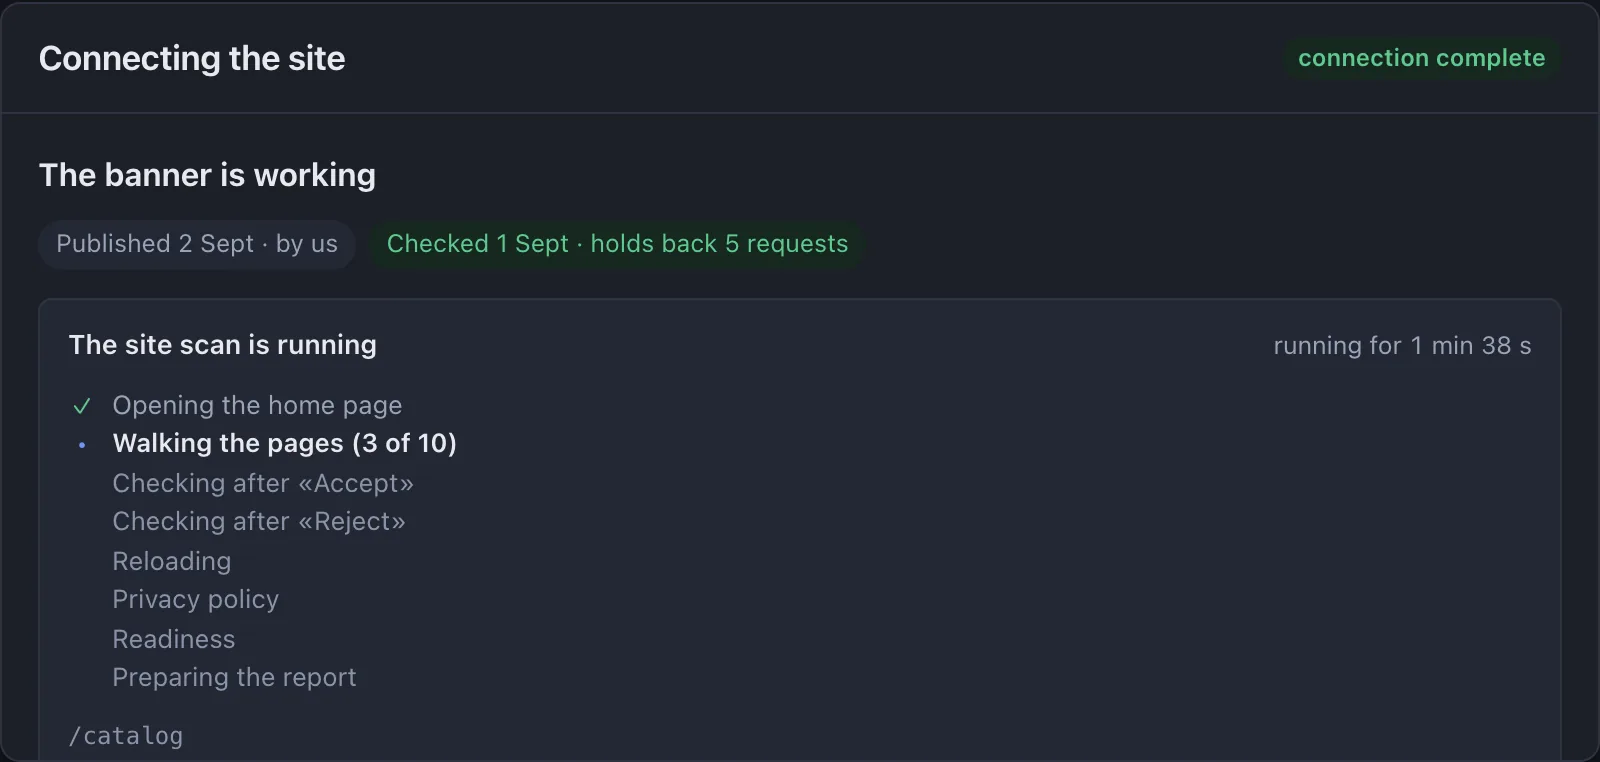 Connecting the site
connection complete
The banner is working
Published 2 Sept · by us
Checked 1 Sept · holds back 5 requests
The site scan is running
running for 1 min 38 s
✓ Opening the home page
• Walking the pages (3 of 10)
Checking after «Accept»
Checking after «Reject»
Reloading
Privacy policy
Readiness
Preparing the report
/catalog